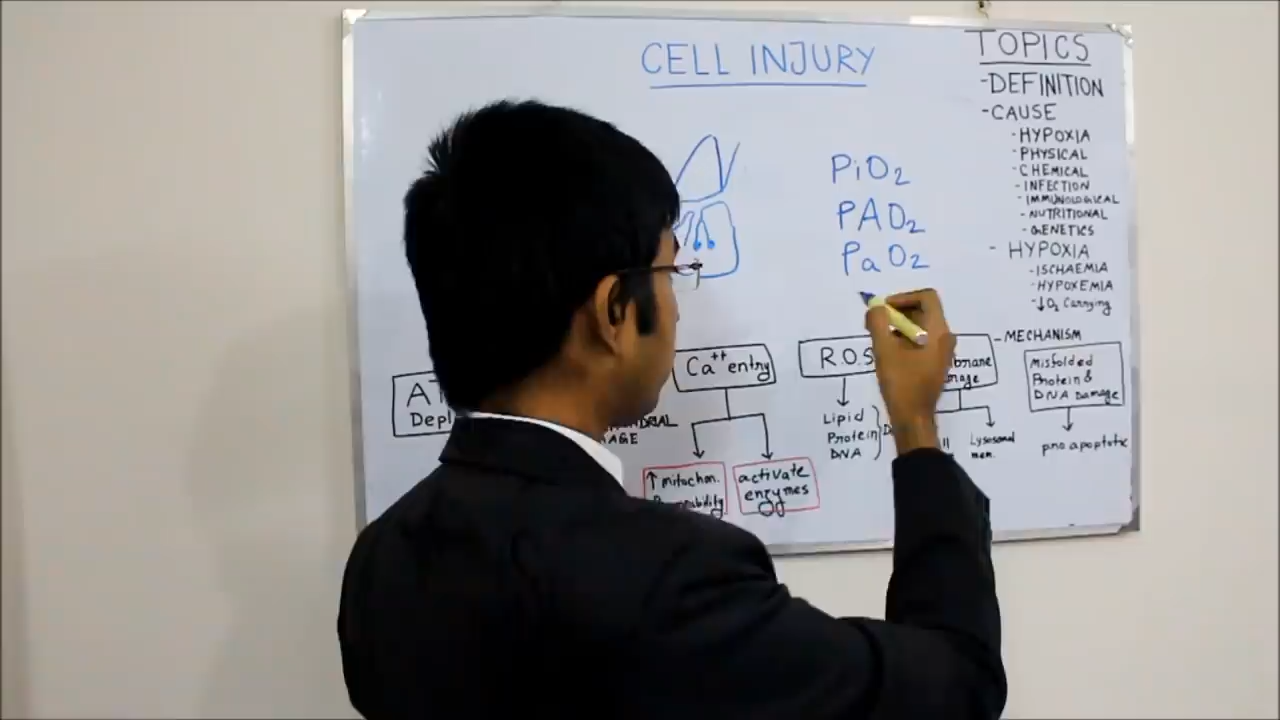 CELL INJURY
PiO2
PAO2
PaO2
TOPICS
-DEFINITION
-CAUSE
-HYPOXIA
-PHYSICAL
-CHEMICAL
-INFECTION
-IMMUNOLOGICAL
-NUTRITIONAL
-GENETICS
- HYPOXIA
-ISCHAEMIA
-HYPOXEMIA
-↓O2 Carrying
-MECHANISM
Ca++ entry
↑ mitochon.
activate
enzymes
R.O.S
Lipid
Protein
DNA
Lysosomal
mem.
Misfolded
Protein &
DNA Damage
pro apoptotic